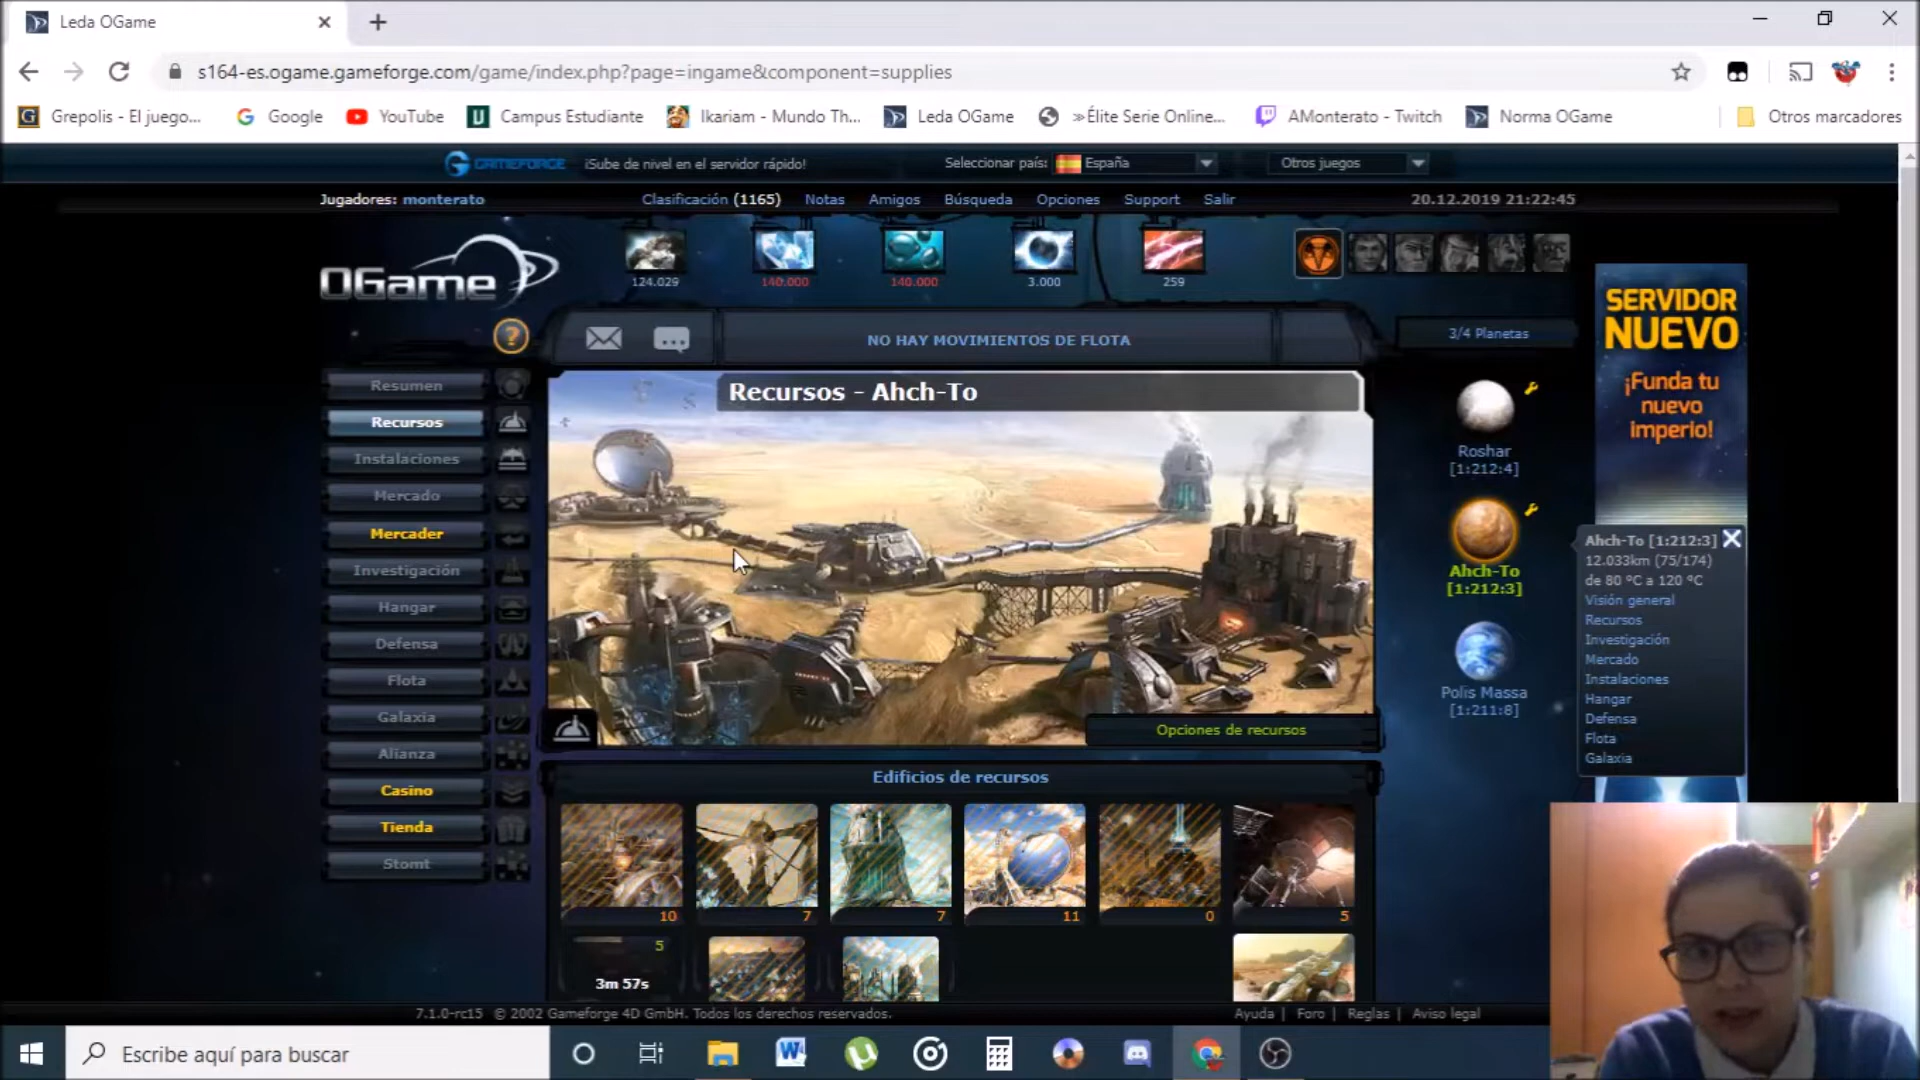 Leda OGame
s164-es.ogame.gameforge.com/game/index.php?page=ingame&component=supplies
Grepolis - El juego... Google YouTube Campus Estudiante Ikariam - Mundo Th... Leda OGame »Élite Serie Online... AMonterato - Twitch Norma OGame Otros marcadores
GAMEFORGE ¡Sube de nivel en el servidor rápido! Seleccionar país: España Otros juegos
Jugadores: monterato Clasificación (1165) Notas Amigos Búsqueda Opciones Support Salir 20.12.2019 21:22:45
OGame
124.029 140.000 140.000 3.000 259
?
NO HAY MOVIMIENTOS DE FLOTA
3/4 Planetas
Resumen
Recursos
Instalaciones
Mercado
Mercader
Investigación
Hangar
Defensa
Flota
Galaxia
Alianza
Casino
Tienda
Stomt
Recursos - Ahch-To
Opciones de recursos
Edificios de recursos
10 7 7 11 0 5
5
3m 57s
Roshar
[1:212:4]
Ahch-To
[1:212:3]
Polis Massa
[1:211:8]
SERVIDOR
NUEVO
¡Funda tu
nuevo
imperio!
Ahch-To [1:212:3]
12.033km (75/174)
de 80 ºC a 120 ºC
Visión general
Recursos
Investigación
Mercado
Instalaciones
Hangar
Defensa
Flota
Galaxia
7.1.0-rc15 © 2002 Gameforge 4D GmbH. Todos los derechos reservados. Ayuda | Foro | Reglas | Aviso legal
Escribe aquí para buscar